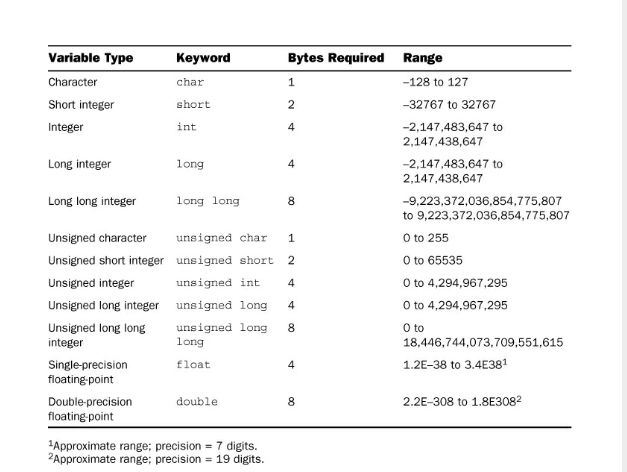 Variable Type Keyword Bytes Required Range
Character char 1 –128 to 127
Short integer short 2 –32767 to 32767
Integer int 4 –2,147,483,647 to
2,147,438,647
Long integer long 4 –2,147,483,647 to
2,147,438,647
Long long integer long long 8 –9,223,372,036,854,775,807
to 9,223,372,036,854,775,807
Unsigned character unsigned char 1 0 to 255
Unsigned short integer unsigned short 2 0 to 65535
Unsigned integer unsigned int 4 0 to 4,294,967,295
Unsigned long integer unsigned long 4 0 to 4,294,967,295
Unsigned long long unsigned long 8 0 to
integer long 18,446,744,073,709,551,615
Single-precision float 4 1.2E–38 to 3.4E38¹
floating-point
Double-precision double 8 2.2E–308 to 1.8E308²
floating-point
¹Approximate range; precision = 7 digits.
²Approximate range; precision = 19 digits.